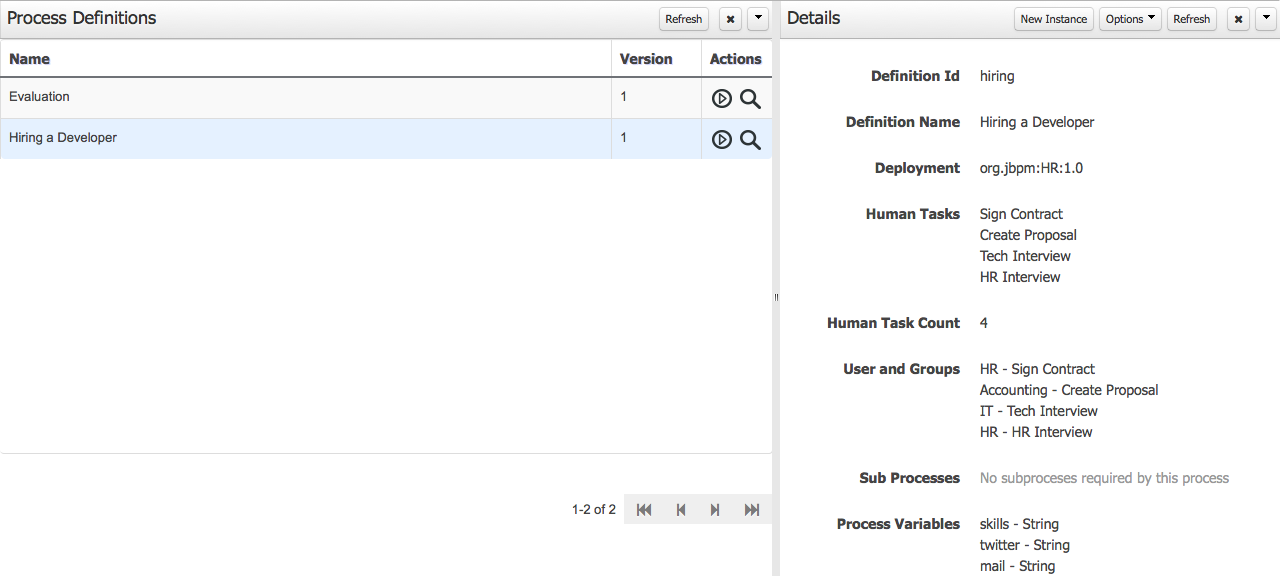 Process Definitions
Refresh
Name Version Actions
Evaluation 1
Hiring a Developer 1
1-2 of 2
Details
New Instance Options Refresh
Definition Id hiring
Definition Name Hiring a Developer
Deployment org.jbpm:HR:1.0
Human Tasks Sign Contract
Create Proposal
Tech Interview
HR Interview
Human Task Count 4
User and Groups HR - Sign Contract
Accounting - Create Proposal
IT - Tech Interview
HR - HR Interview
Sub Processes No subproceses required by this process
Process Variables skills - String
twitter - String
mail - String